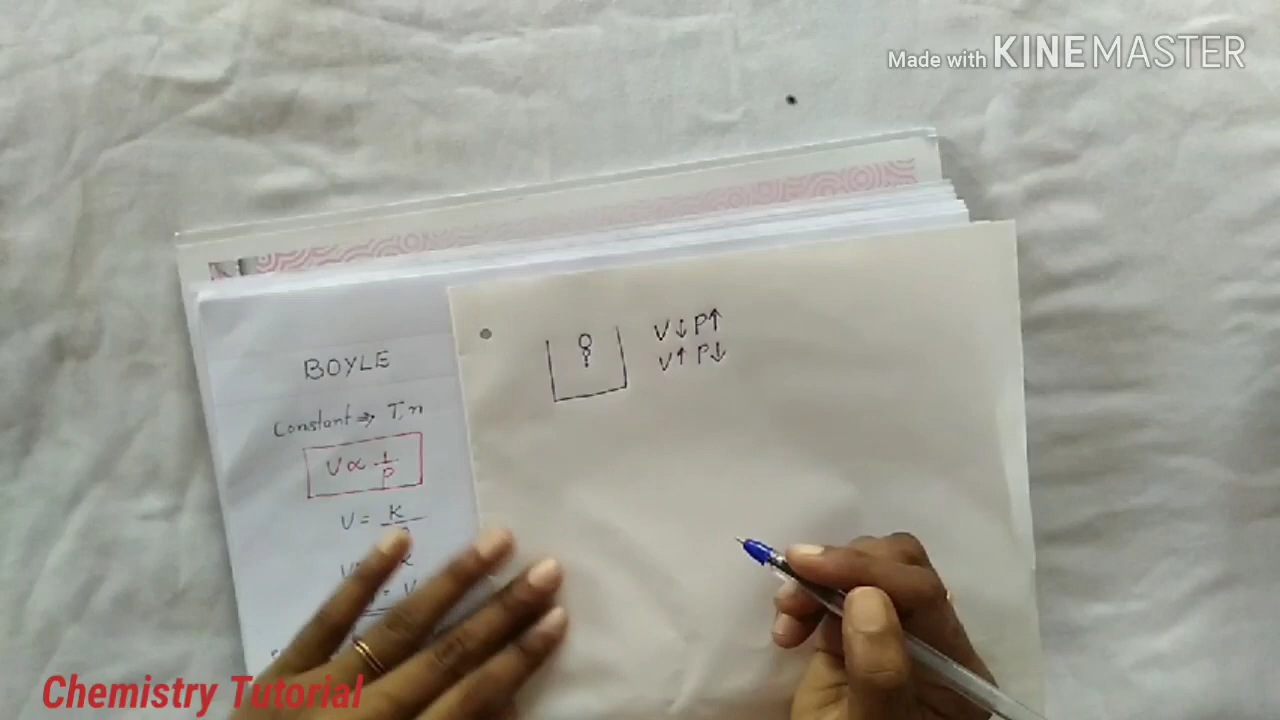 Made with KINEMASTER
V↓ P↑
V↑ P↓
BOYLE
Constant ⇒ T, n
V ∝ 1/P
V = K
Chemistry Tutorial